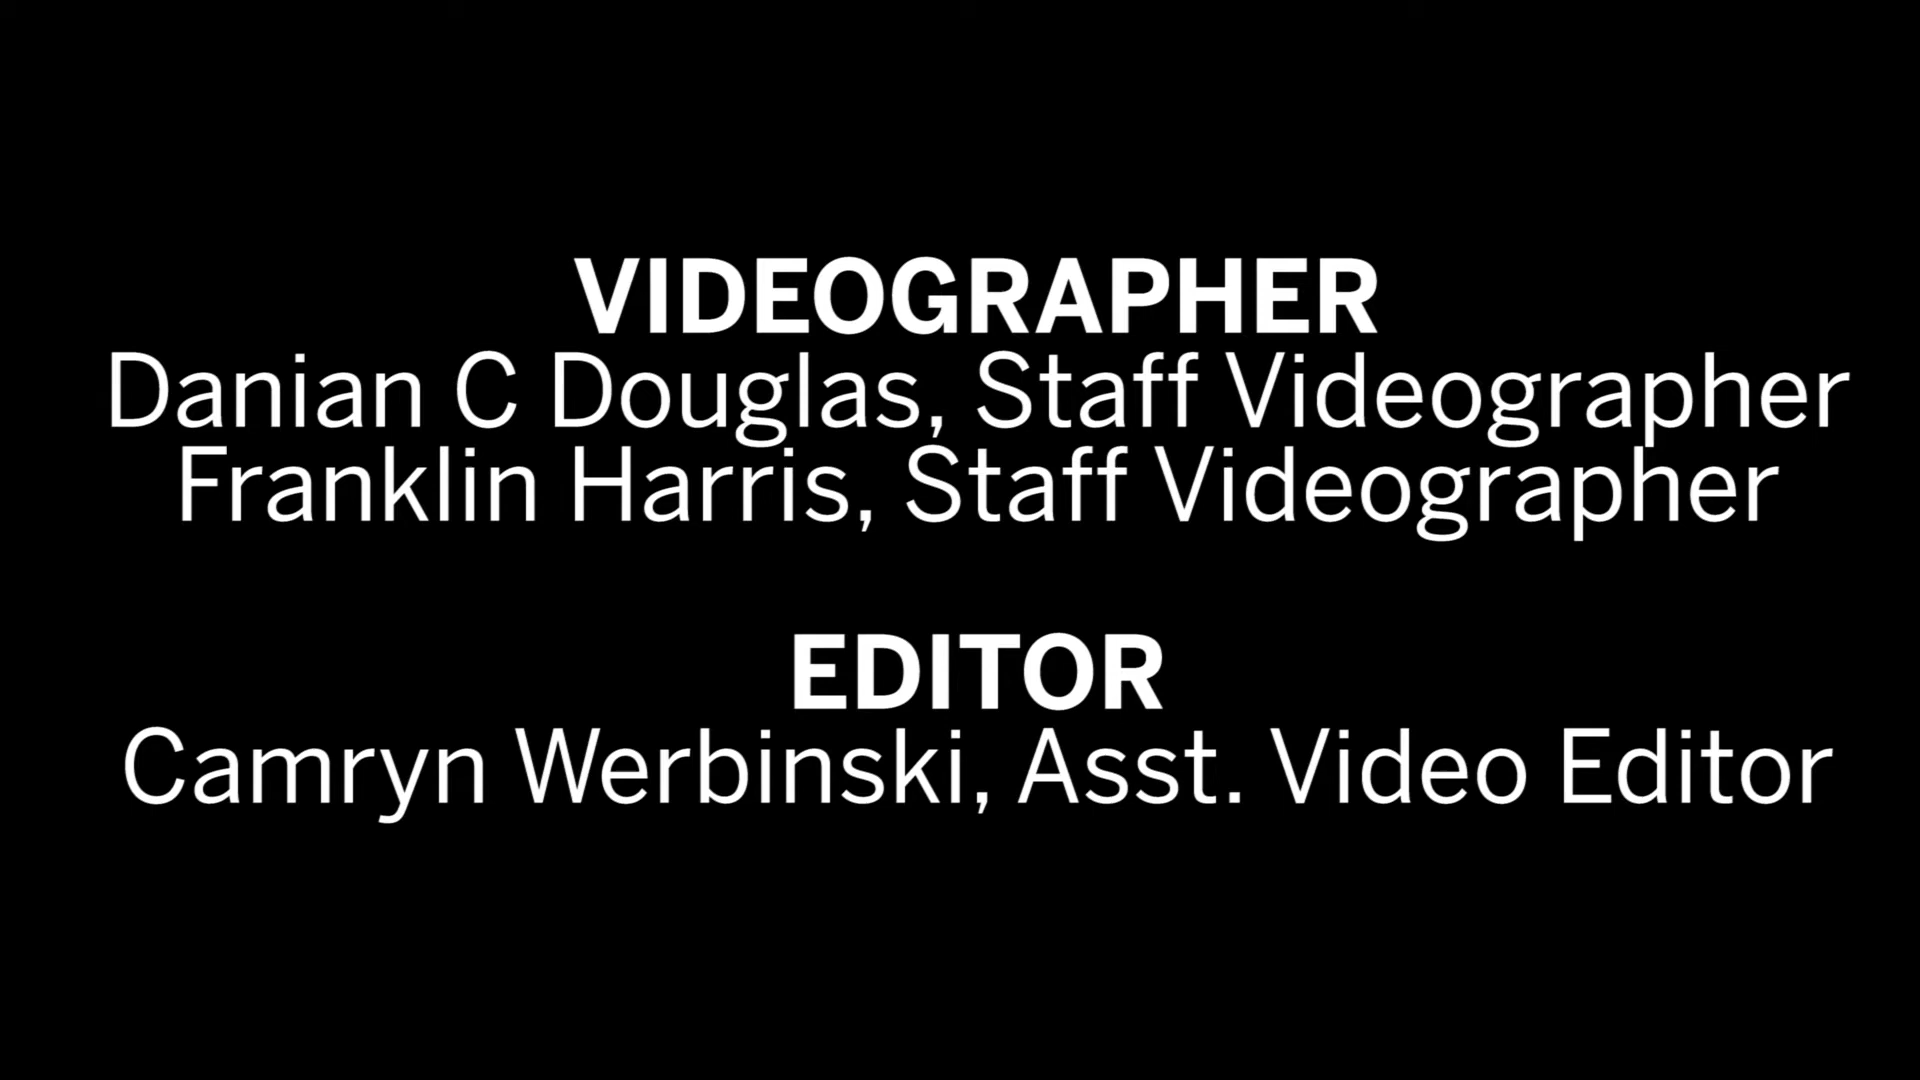 VIDEOGRAPHER
Danian C Douglas, Staff Videographer
Franklin Harris, Staff Videographer
EDITOR
Camryn Werbinski, Asst. Video Editor